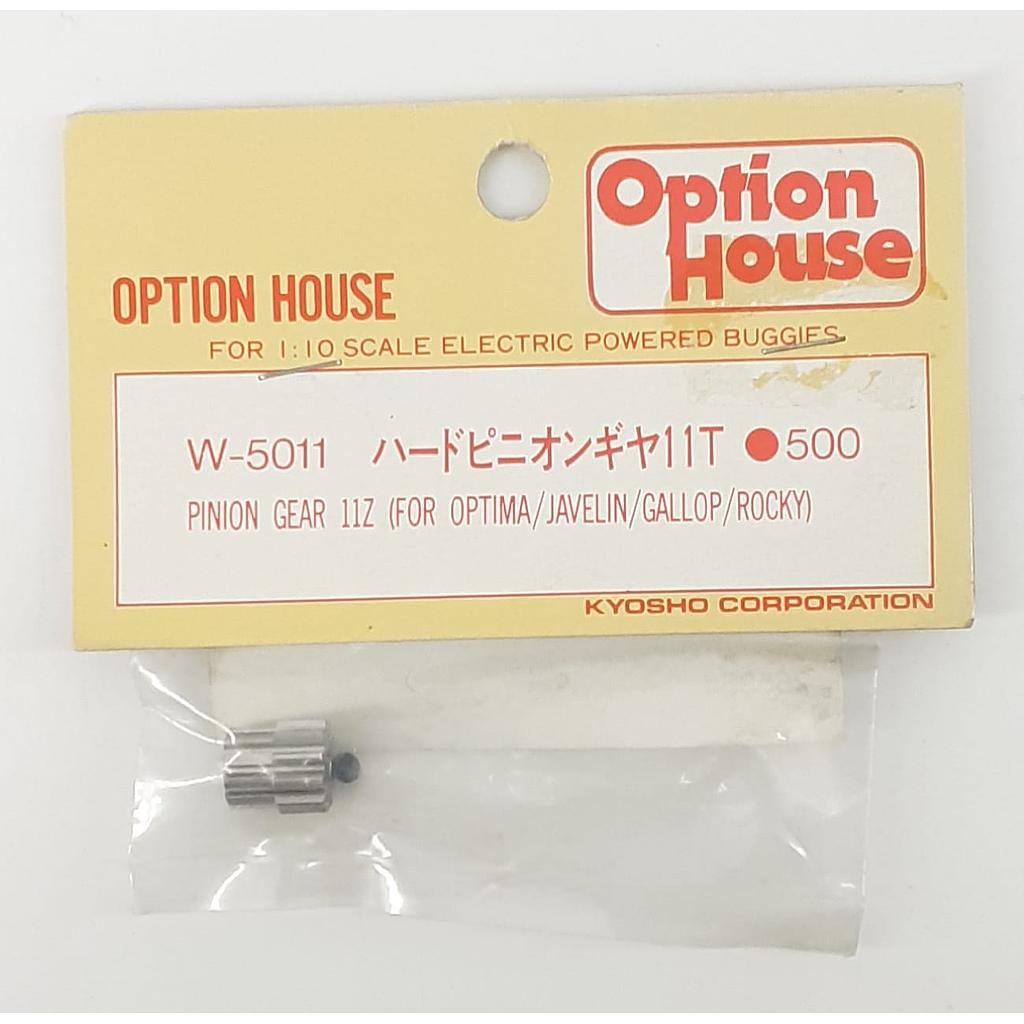 Option
House
OPTION HOUSE
FOR 1:10 SCALE ELECTRIC POWERED BUGGIES
W-5011 ハードピニオンギヤ11T ●500
PINION GEAR 11Z (FOR OPTIMA/JAVELIN/GALLOP/ROCKY)
KYOSHO CORPORATION